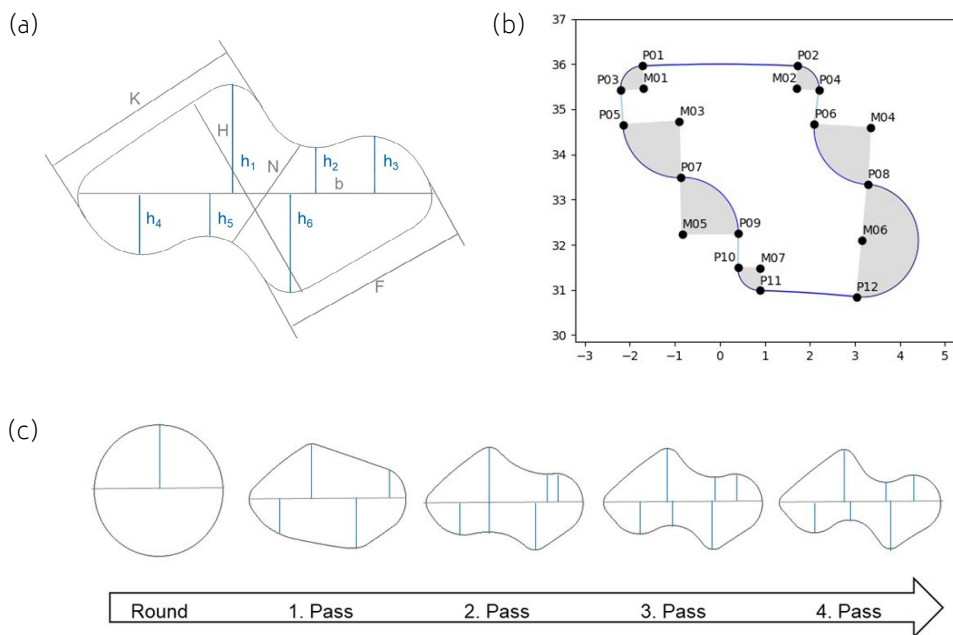 (a)
K
H
h1
N
h2
h3
b
h4
h5
h6
F
(b)
37
36
35
34
33
32
31
30
−3
−2
−1
0
1
2
3
4
5
P01
P02
P03
M01
M02
P04
P05
M03
P06
M04
P07
P08
M05
P09
M06
P10
M07
P11
P12
(c)
Round
1. Pass
2. Pass
3. Pass
4. Pass